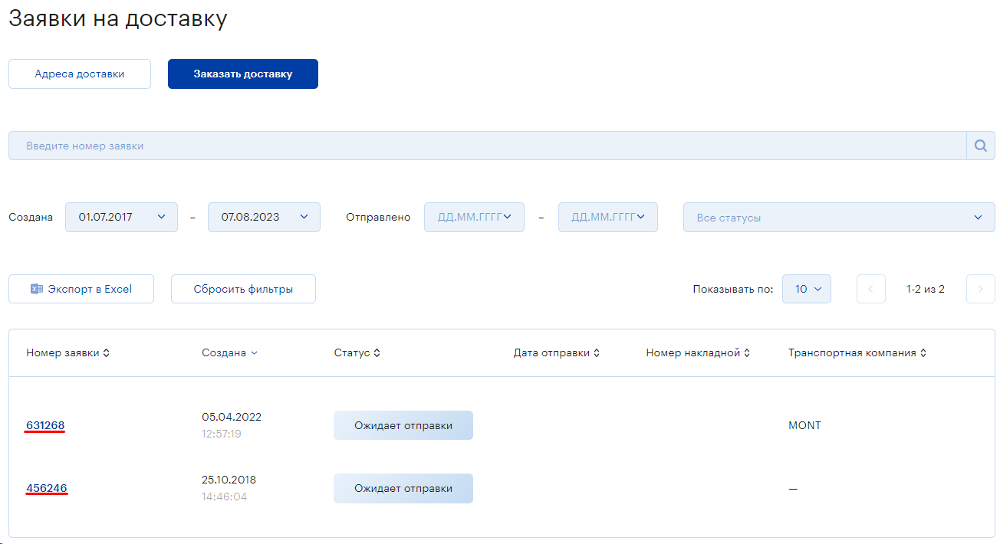 Заявки на доставку
Адреса доставки Заказать доставку
Введите номер заявки
Создана 01.07.2017 – 07.08.2023 Отправлено ДД.ММ.ГГГГ – ДД.ММ.ГГГГ Все статусы
Экспорт в Excel Сбросить фильтры Показывать по: 10 1-2 из 2
Номер заявки Создана Статус Дата отправки Номер накладной Транспортная компания
631268 05.04.2022 12:57:19 Ожидает отправки MONT
456246 25.10.2018 14:46:04 Ожидает отправки —